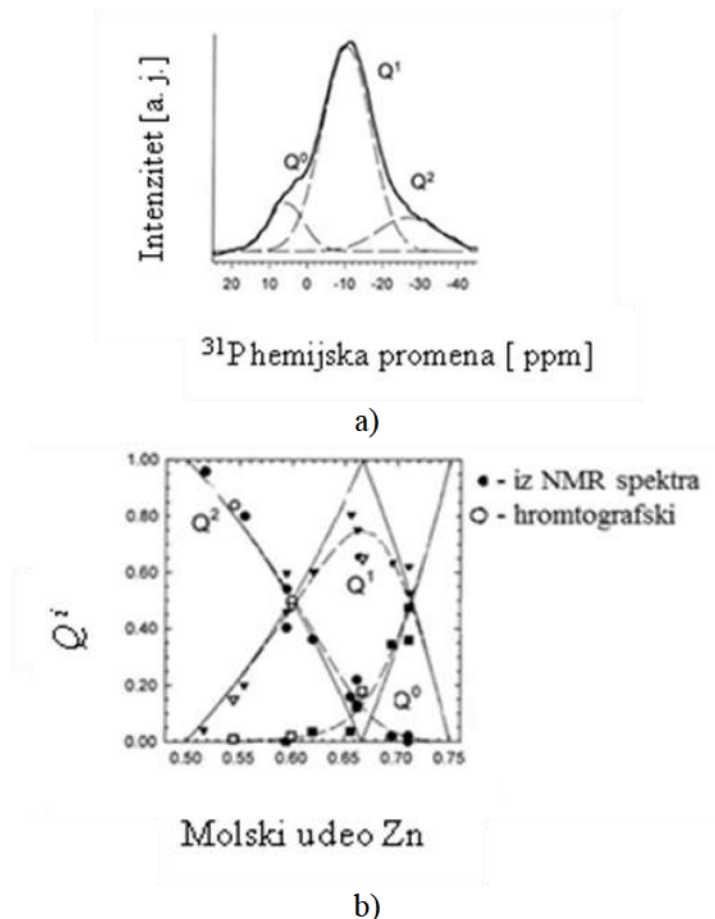 Intenzitet [a. j.]
Q⁰
Q¹
Q²
20 10 0 -10 -20 -30 -40
³¹P hemijska promena [ ppm]
a)
1.00
0.80
0.60
0.40
0.20
0.00
Qⁱ
Q²
Q¹
Q⁰
● - iz NMR spektra
○ - hromtografski
0.50 0.55 0.60 0.65 0.70 0.75
Molski udeo Zn
b)